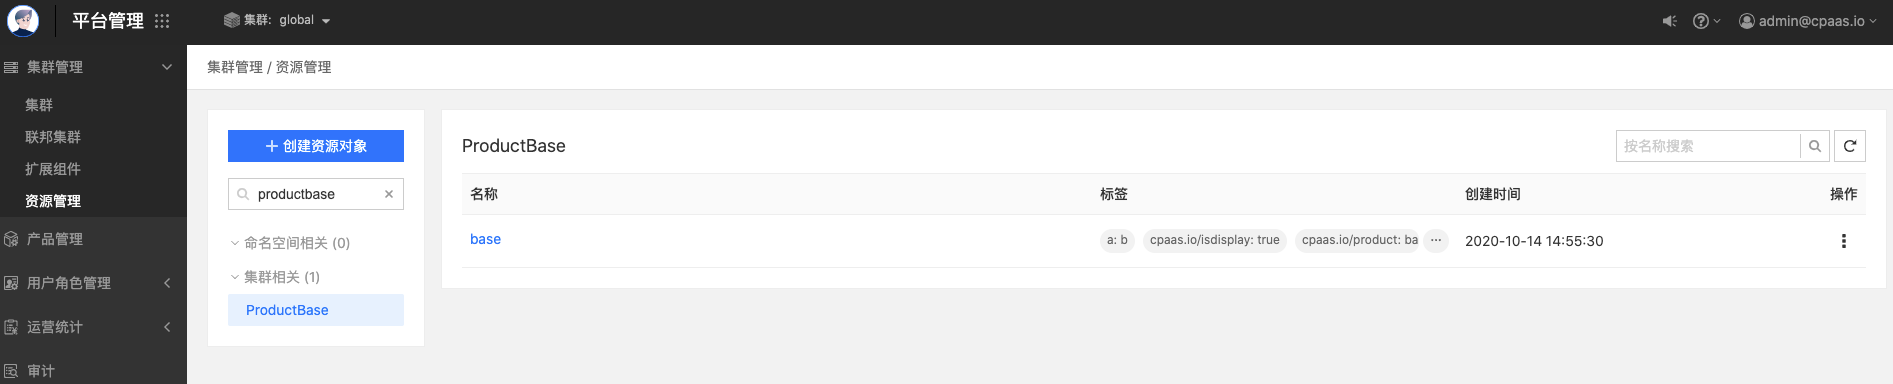 平台管理
集群: global
admin@cpaas.io
集群管理
集群
联邦集群
扩展组件
资源管理
产品管理
用户角色管理
运营统计
审计
集群管理 / 资源管理
创建资源对象
productbase
命名空间相关 (0)
集群相关 (1)
ProductBase
ProductBase
按名称搜索
名称 标签 创建时间 操作
base a: b cpaas.io/isdisplay: true cpaas.io/product: ba ··· 2020-10-14 14:55:30